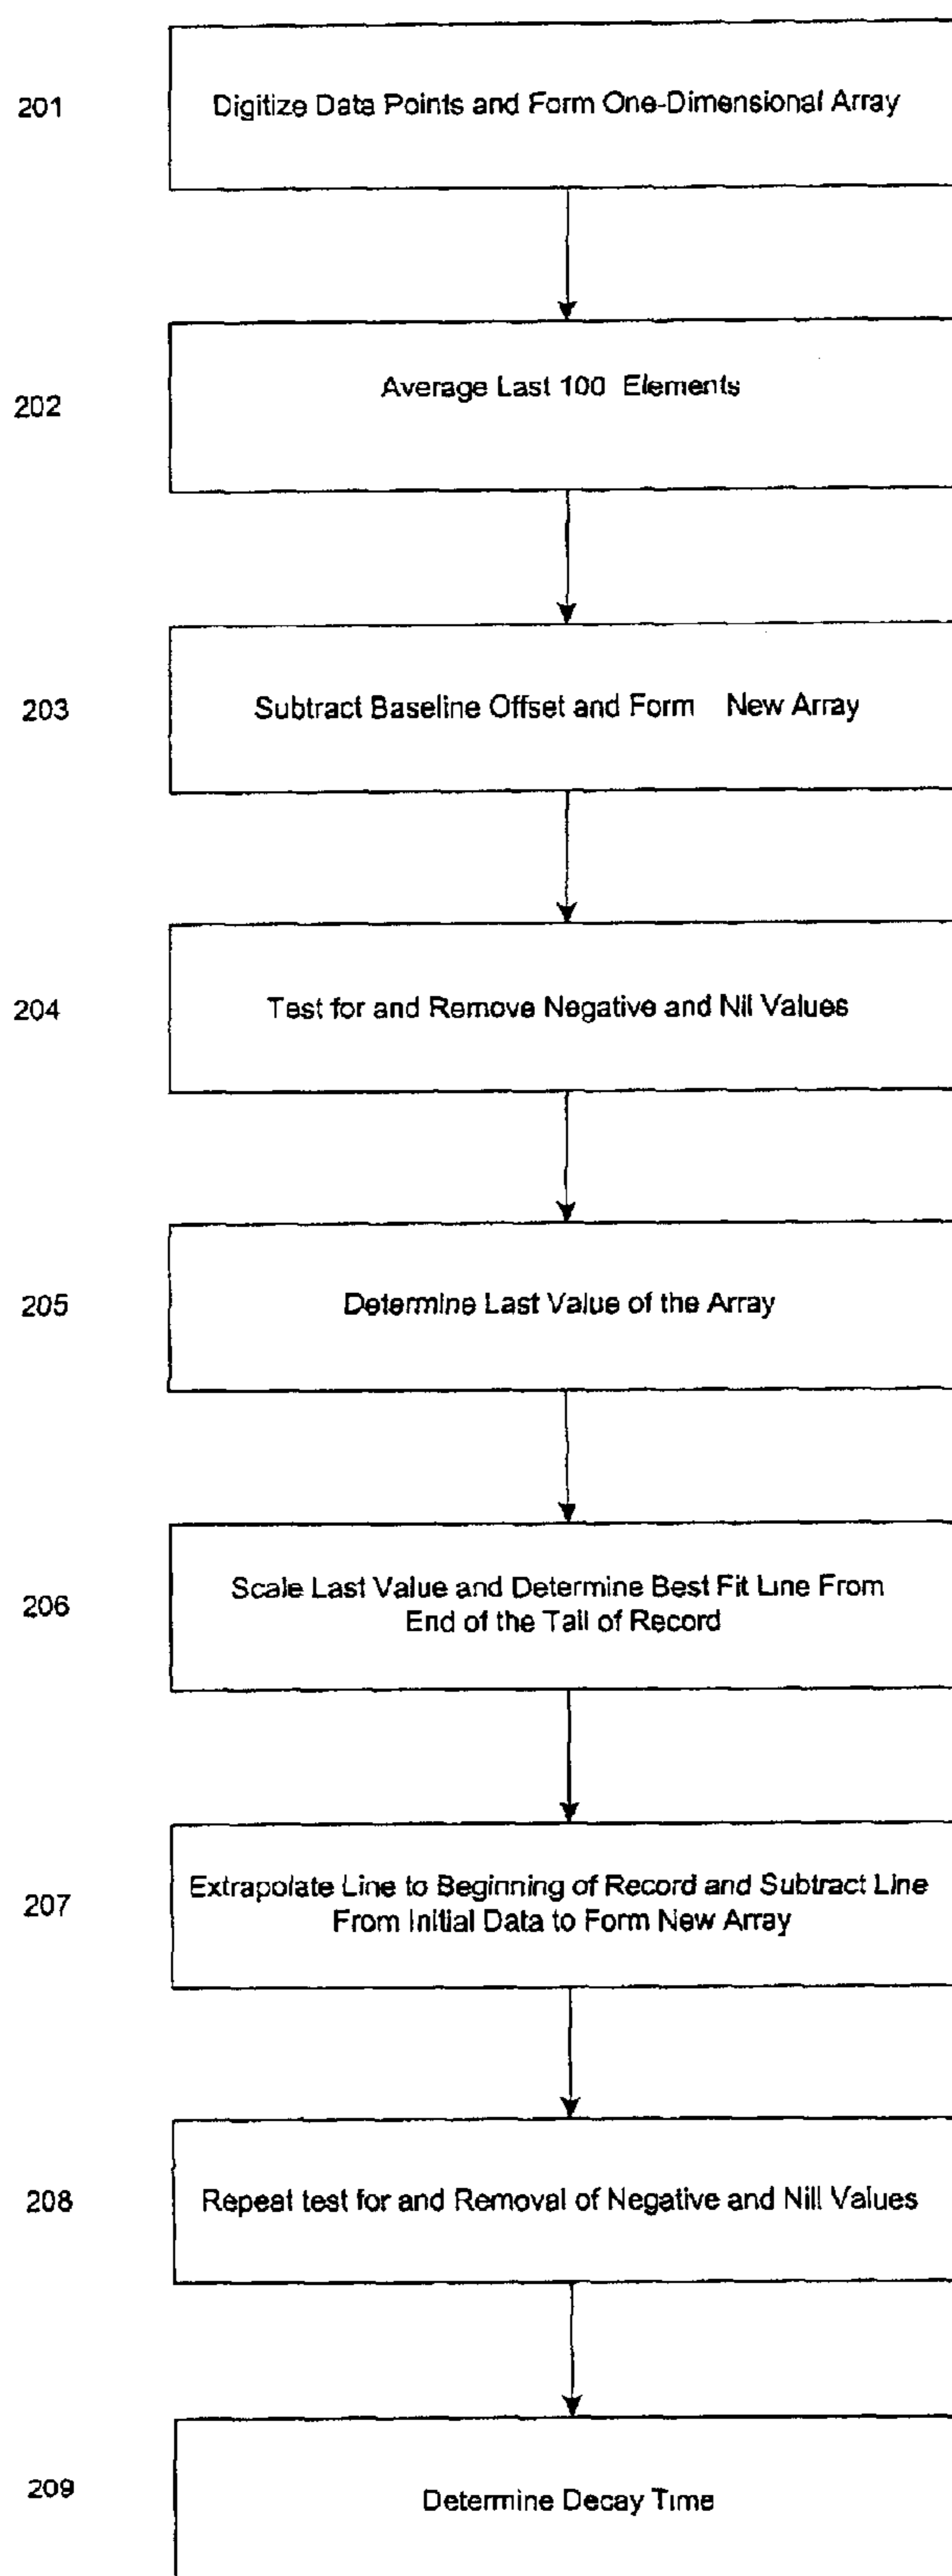 201
Digitize Data Points and Form One-Dimensional Array
202
Average Last 100 Elements
203
Subtract Baseline Offset and Form New Array
204
Test for and Remove Negative and Nil Values
205
Determine Last Value of the Array
206
Scale Last Value and Determine Best Fit Line From
End of the Tail of Record
207
Extrapolate Line to Beginning of Record and Subtract Line
From Initial Data to Form New Array
208
Repeat test for and Removal of Negative and Nill Values
209
Determine Decay Time